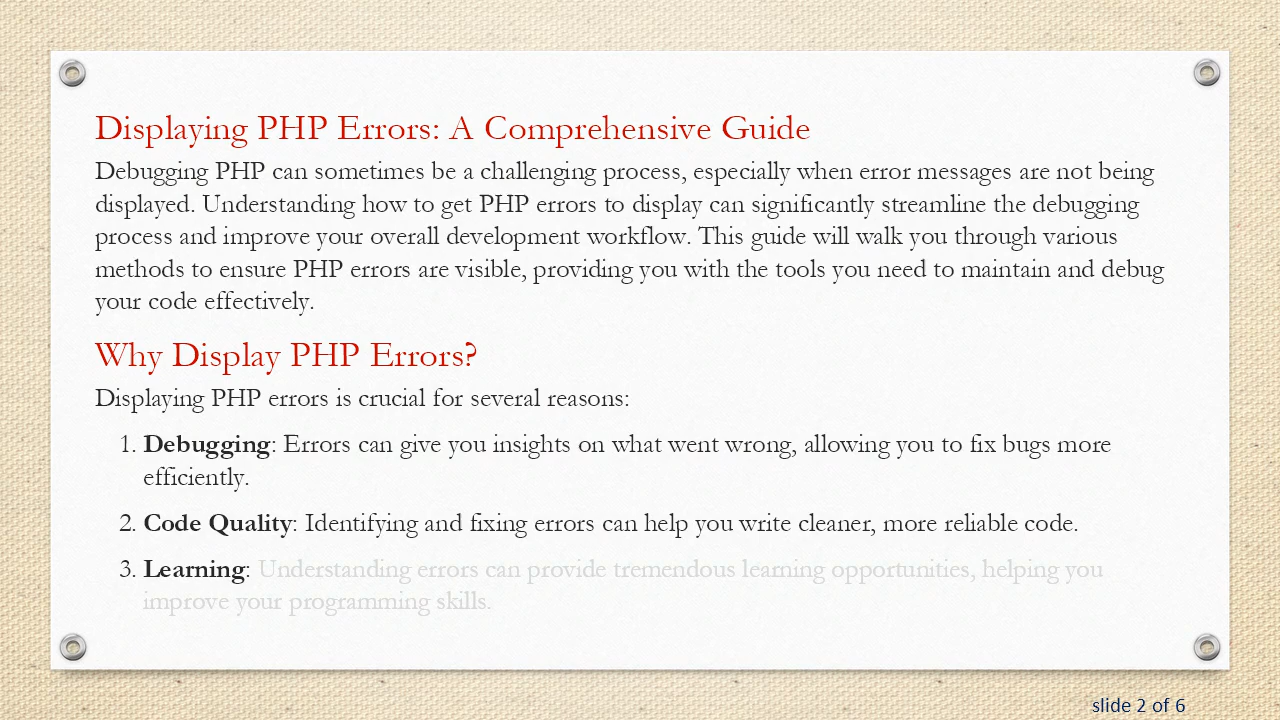 Displaying PHP Errors: A Comprehensive Guide
Debugging PHP can sometimes be a challenging process, especially when error messages are not being
displayed. Understanding how to get PHP errors to display can significantly streamline the debugging
process and improve your overall development workflow. This guide will walk you through various
methods to ensure PHP errors are visible, providing you with the tools you need to maintain and debug
your code effectively.
Why Display PHP Errors?
Displaying PHP errors is crucial for several reasons:
1. Debugging: Errors can give you insights on what went wrong, allowing you to fix bugs more
efficiently.
2. Code Quality: Identifying and fixing errors can help you write cleaner, more reliable code.
3. Learning: Understanding errors can provide tremendous learning opportunities, helping you
improve your programming skills.
slide 2 of 6